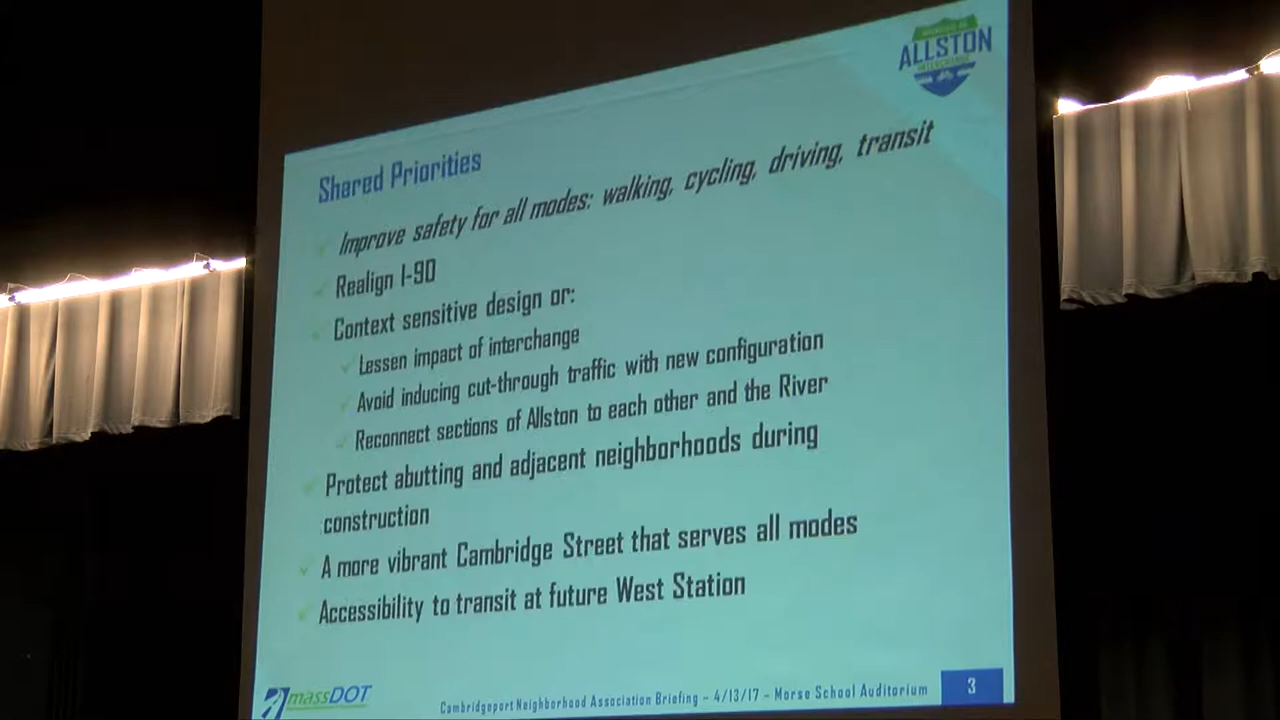 ALLSTON
INTERCHANGE
Shared Priorities
Improve safety for all modes: walking, cycling, driving, transit
Realign I-90
Context sensitive design or:
Lessen impact of interchange
Avoid inducing cut-through traffic with new configuration
Reconnect sections of Allston to each other and the River
Protect abutting and adjacent neighborhoods during
construction
A more vibrant Cambridge Street that serves all modes
Accessibility to transit at future West Station
massDOT
Cambridgeport Neighborhood Association Briefing – 4/13/17 – Morse School Auditorium
3